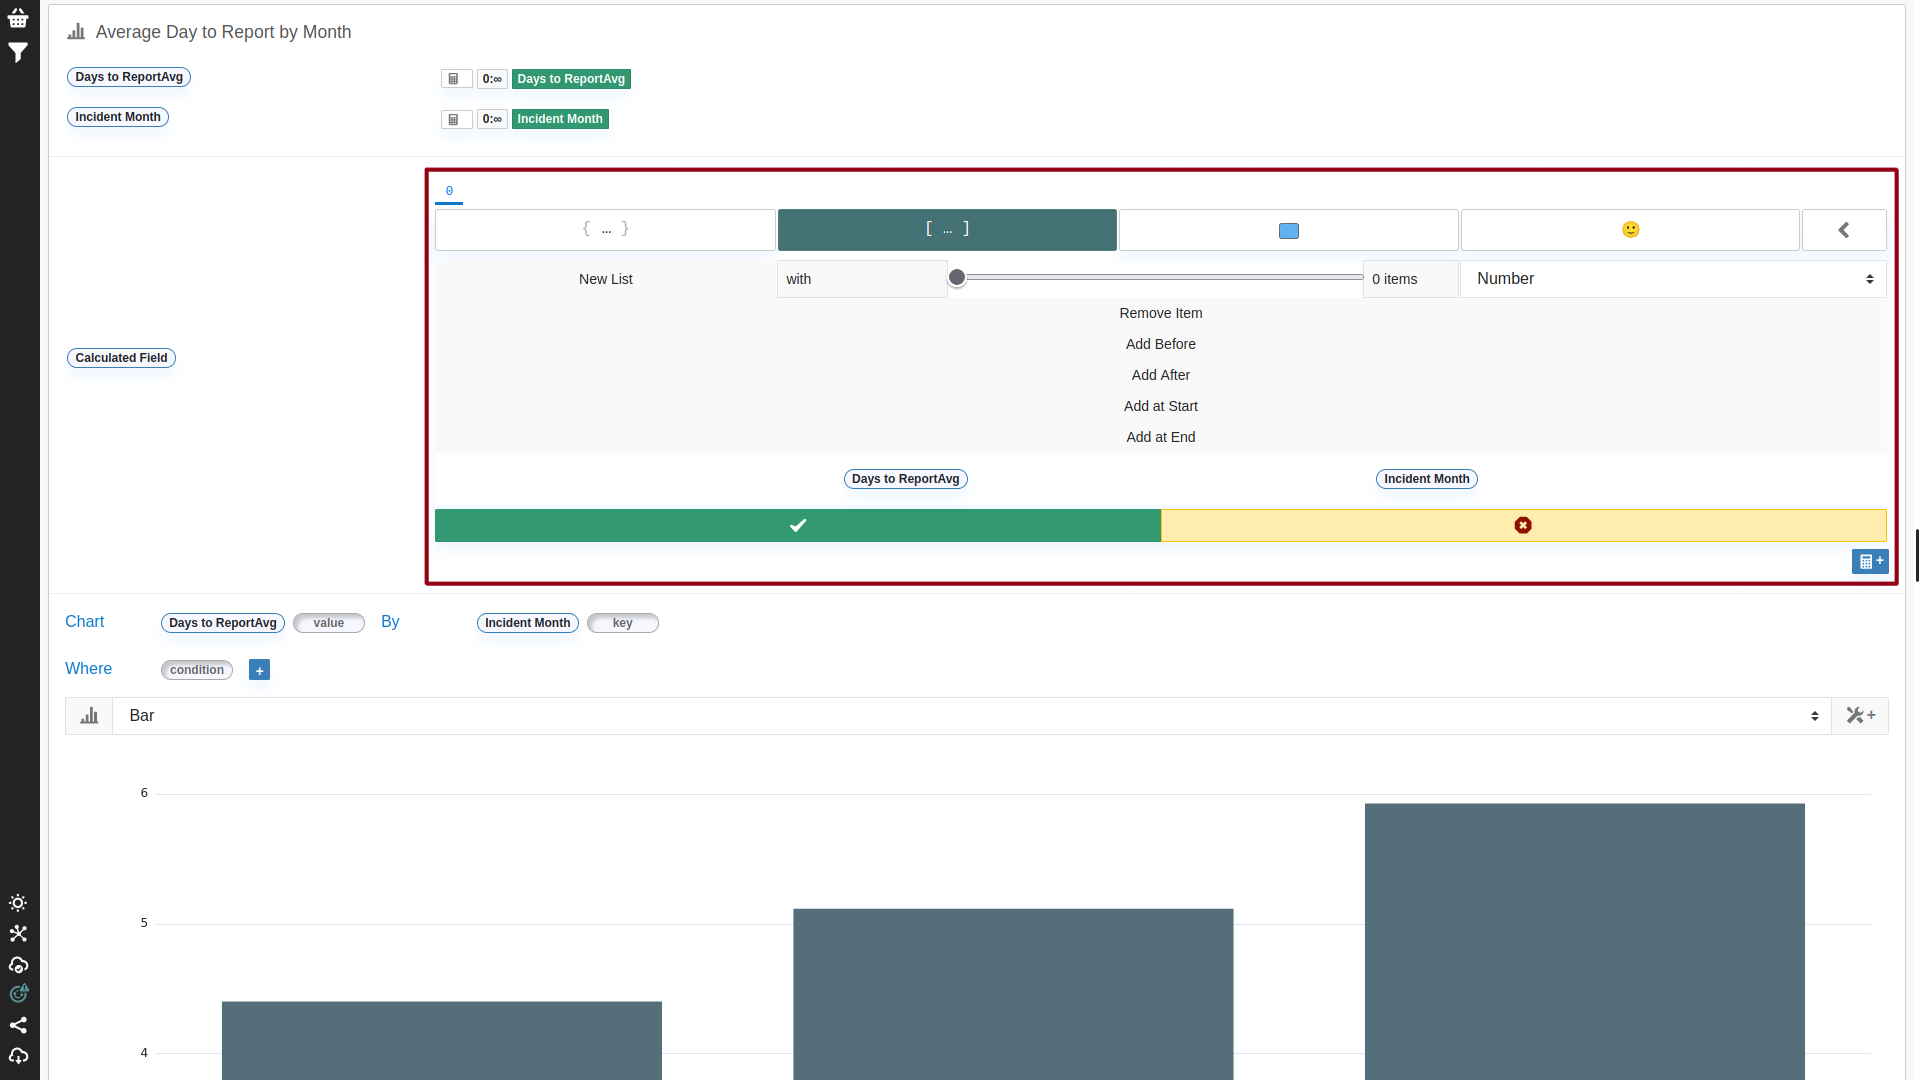 Average Day to Report by Month
Days to ReportAvg
0:∞ Days to ReportAvg
Incident Month
0:∞ Incident Month
0
{ … }
[ … ]
New List
with
0 items
Number
Remove Item
Add Before
Add After
Add at Start
Add at End
Calculated Field
Days to ReportAvg
Incident Month
+
Chart
Days to ReportAvg
value
By
Incident Month
key
Where
condition
+
Bar
+
6
5
4